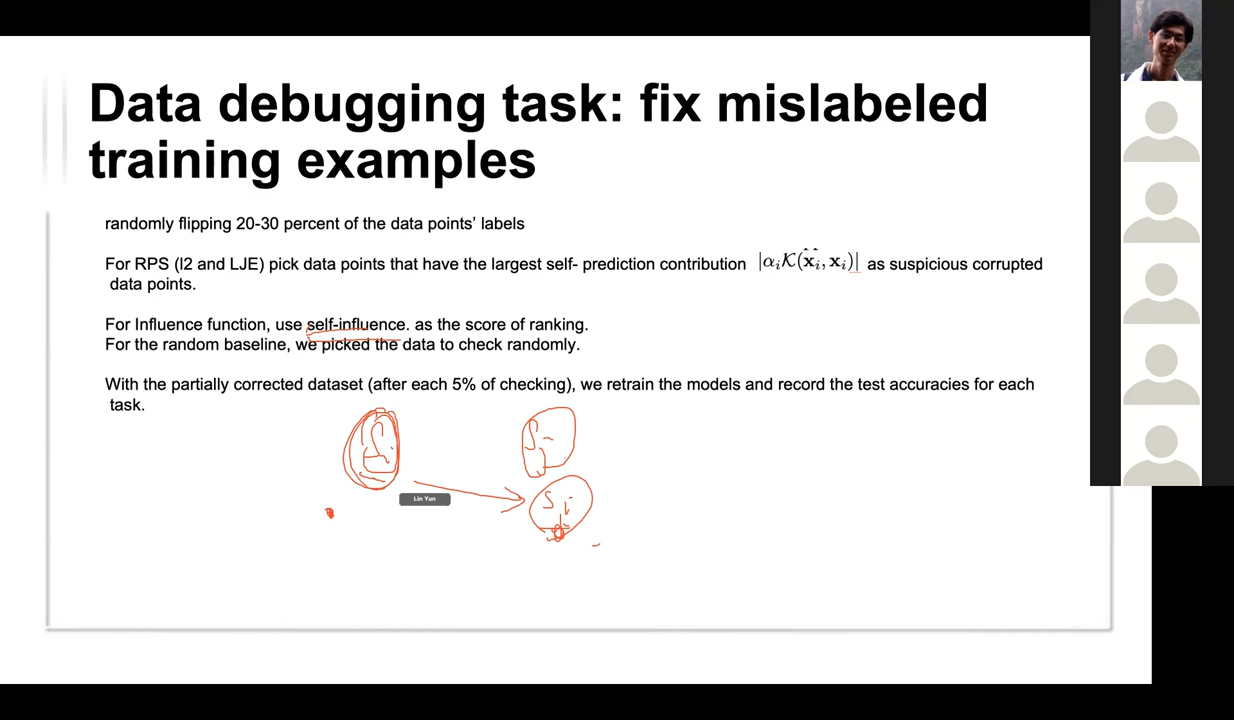 Data debugging task: fix mislabeled
training examples
randomly flipping 20-30 percent of the data points' labels
For RPS (l2 and LJE) pick data points that have the largest self- prediction contribution |αᵢK(x̂ᵢ, xᵢ)| as suspicious corrupted
data points.
For Influence function, use self-influence. as the score of ranking.
For the random baseline, we picked the data to check randomly.
With the partially corrected dataset (after each 5% of checking), we retrain the models and record the test accuracies for each
task.
Lin Yun